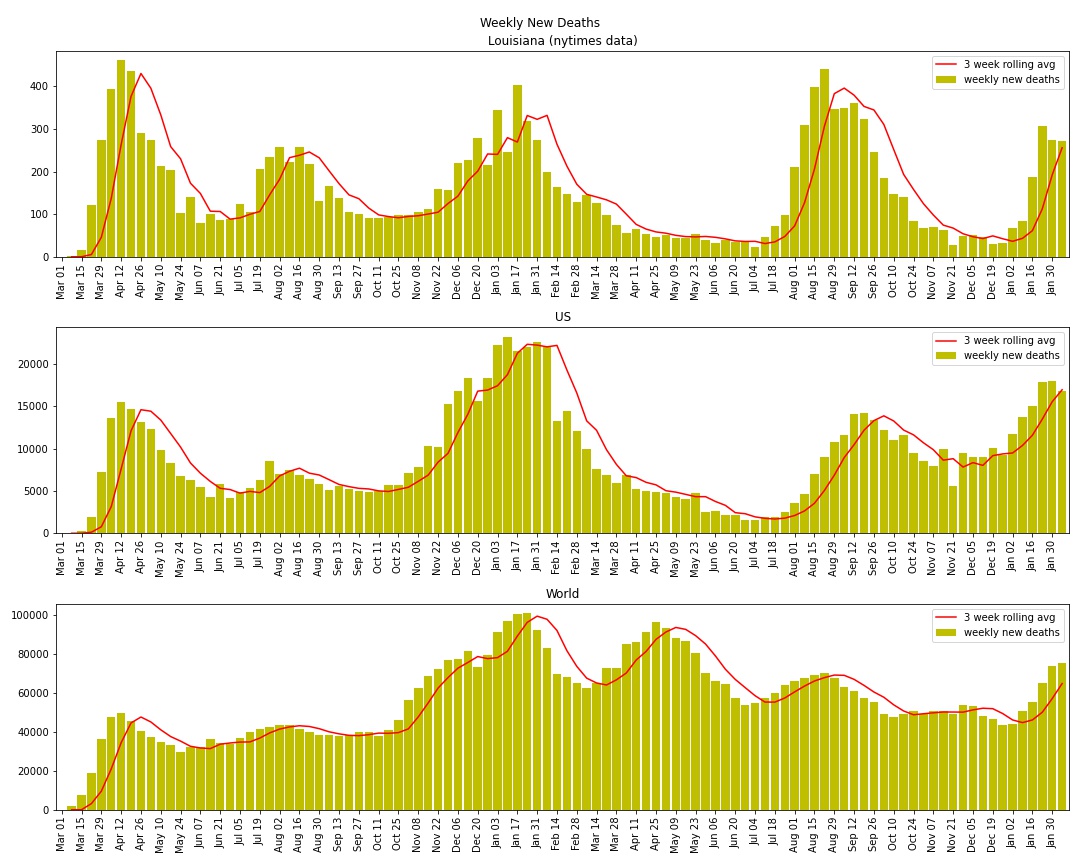 Weekly New Deaths
Louisiana (nytimes data)
3 week rolling avg
weekly new deaths
400
300
200
100
0
Mar 01 Mar 15 Mar 29 Apr 12 Apr 26 May 10 May 24 Jun 07 Jun 21 Jul 05 Jul 19 Aug 02 Aug 16 Aug 30 Sep 13 Sep 27 Oct 11 Oct 25 Nov 08 Nov 22 Dec 06 Dec 20 Jan 03 Jan 17 Jan 31 Feb 14 Feb 28 Mar 14 Mar 28 Apr 11 Apr 25 May 09 May 23 Jun 06 Jun 20 Jul 04 Jul 18 Aug 01 Aug 15 Aug 29 Sep 12 Sep 26 Oct 10 Oct 24 Nov 07 Nov 21 Dec 05 Dec 19 Jan 02 Jan 16 Jan 30
US
3 week rolling avg
weekly new deaths
20000
15000
10000
5000
0
Mar 01 Mar 15 Mar 29 Apr 12 Apr 26 May 10 May 24 Jun 07 Jun 21 Jul 05 Jul 19 Aug 02 Aug 16 Aug 30 Sep 13 Sep 27 Oct 11 Oct 25 Nov 08 Nov 22 Dec 06 Dec 20 Jan 03 Jan 17 Jan 31 Feb 14 Feb 28 Mar 14 Mar 28 Apr 11 Apr 25 May 09 May 23 Jun 06 Jun 20 Jul 04 Jul 18 Aug 01 Aug 15 Aug 29 Sep 12 Sep 26 Oct 10 Oct 24 Nov 07 Nov 21 Dec 05 Dec 19 Jan 02 Jan 16 Jan 30
World
3 week rolling avg
weekly new deaths
100000
80000
60000
40000
20000
0
Mar 01 Mar 15 Mar 29 Apr 12 Apr 26 May 10 May 24 Jun 07 Jun 21 Jul 05 Jul 19 Aug 02 Aug 16 Aug 30 Sep 13 Sep 27 Oct 11 Oct 25 Nov 08 Nov 22 Dec 06 Dec 20 Jan 03 Jan 17 Jan 31 Feb 14 Feb 28 Mar 14 Mar 28 Apr 11 Apr 25 May 09 May 23 Jun 06 Jun 20 Jul 04 Jul 18 Aug 01 Aug 15 Aug 29 Sep 12 Sep 26 Oct 10 Oct 24 Nov 07 Nov 21 Dec 05 Dec 19 Jan 02 Jan 16 Jan 30